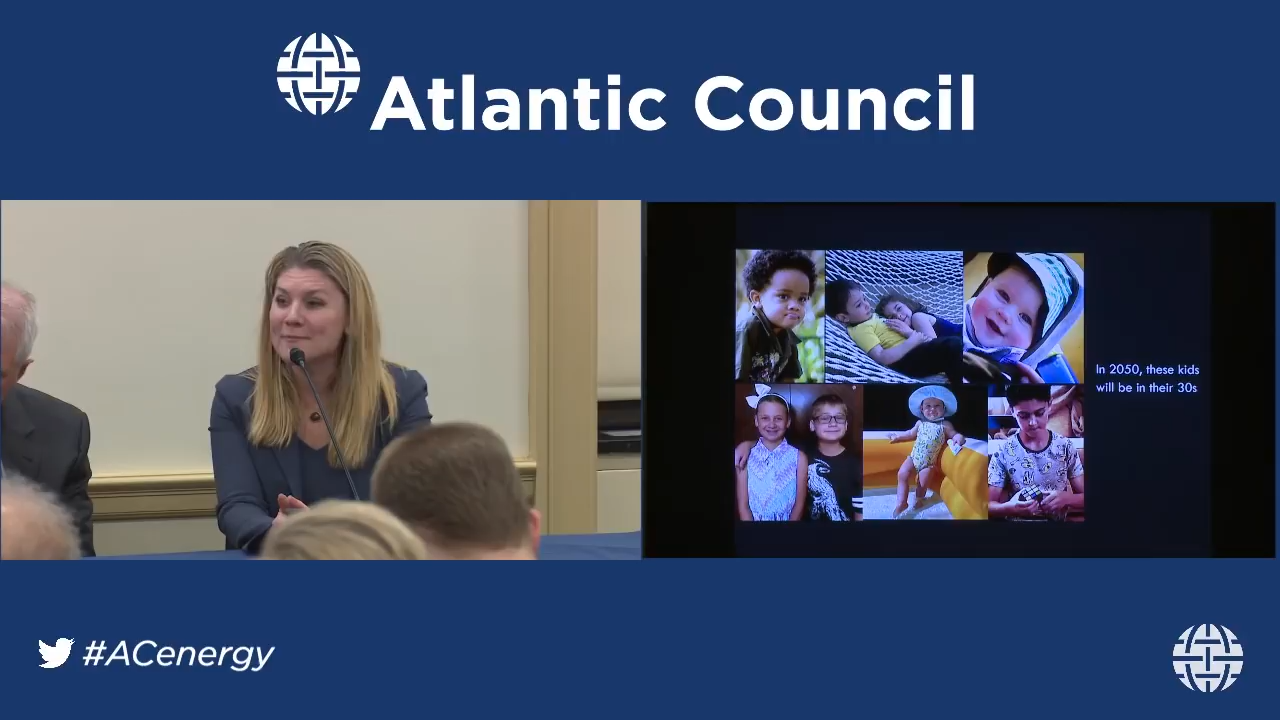 Atlantic Council
In 2050, these kids
will be in their 30s
#ACenergy